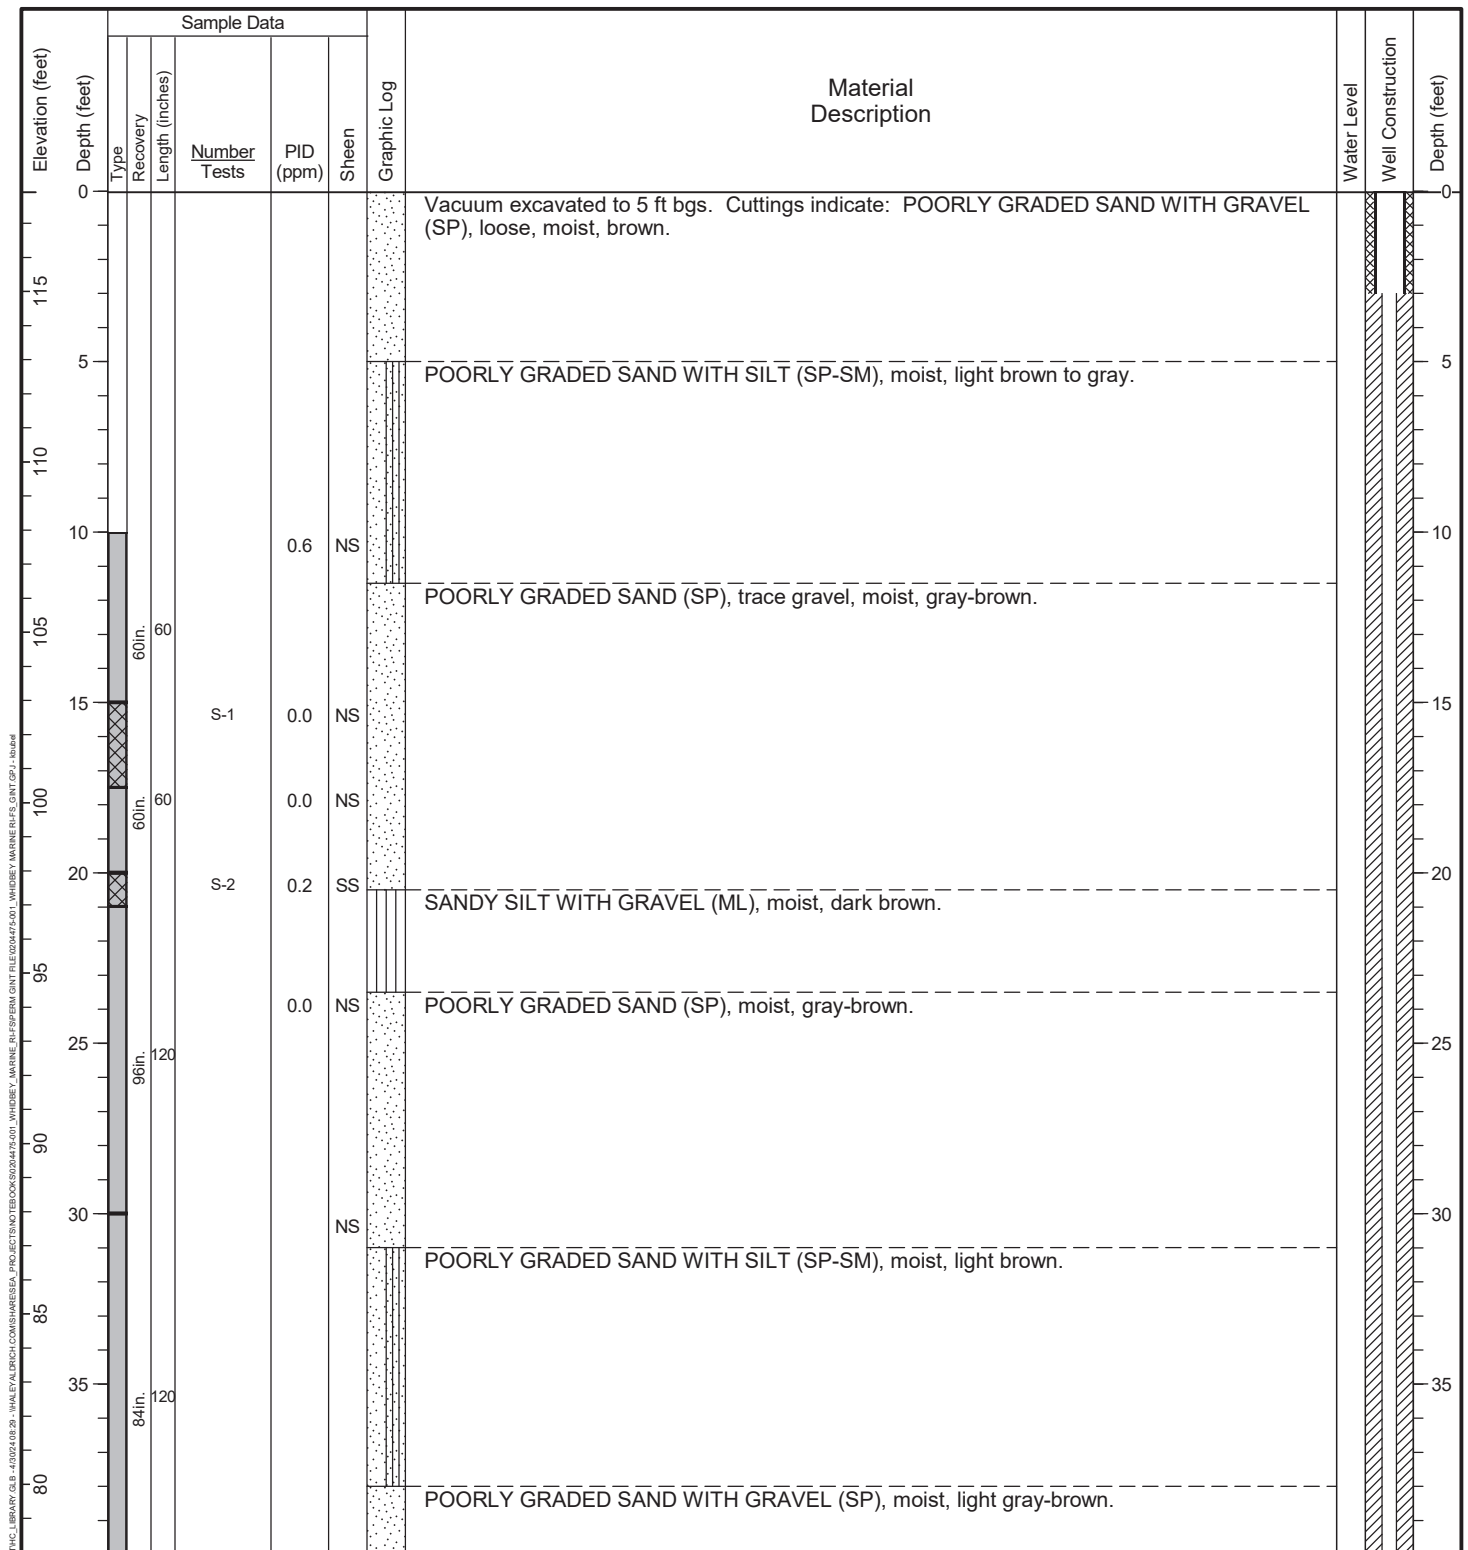 Sample Data
Elevation (feet)
Depth (feet)
Type
Recovery
Length (inches)
Number
Tests
PID
(ppm)
Sheen
Graphic Log
Material
Description
Water Level
Well Construction
Depth (feet)
0
0
Vacuum excavated to 5 ft bgs.  Cuttings indicate:  POORLY GRADED SAND WITH GRAVEL
(SP), loose, moist, brown.
115
5
5
POORLY GRADED SAND WITH SILT (SP-SM), moist, light brown to gray.
110
10
0.6 NS
10
POORLY GRADED SAND (SP), trace gravel, moist, gray-brown.
105
60in.
60
15
S-1 0.0 NS
15
100
60in.
60
0.0 NS
20
S-2 0.2 SS
20
SANDY SILT WITH GRAVEL (ML), moist, dark brown.
95
0.0 NS
POORLY GRADED SAND (SP), moist, gray-brown.
25
25
96in.
120
90
30
NS
30
POORLY GRADED SAND WITH SILT (SP-SM), moist, light brown.
85
35
35
84in.
120
80
POORLY GRADED SAND WITH GRAVEL (SP), moist, light gray-brown.